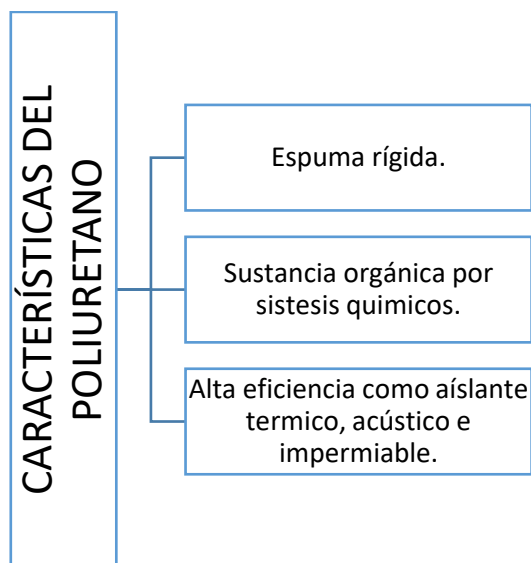 CARACTERÍSTICAS DEL
POLIURETANO
Espuma rígida.
Sustancia orgánica por
sistesis quimicos.
Alta eficiencia como aíslante
termico, acústico e
impermiable.